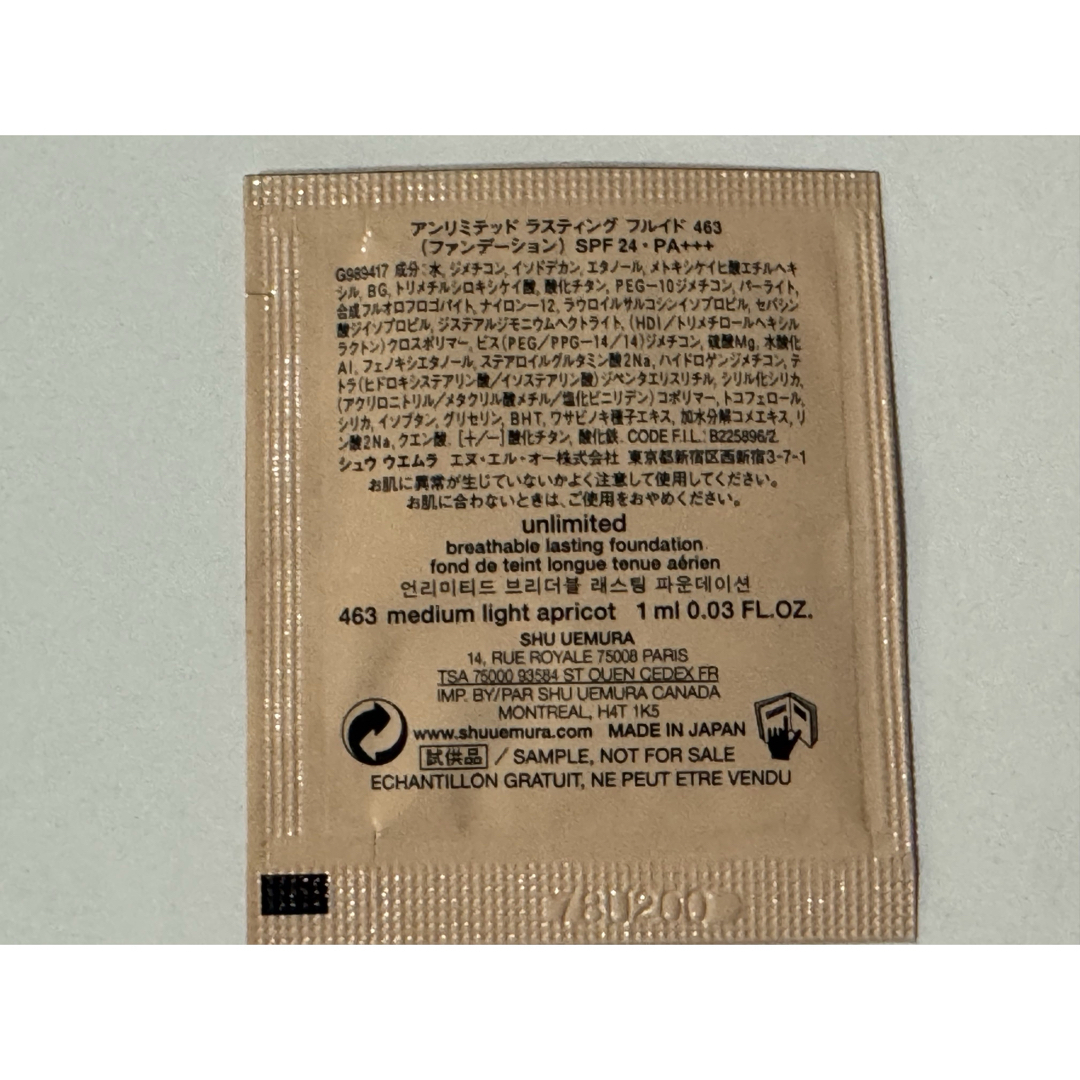 アンリミテッド ラスティング フルイド 463
(ファンデーション) SPF 24・PA+++
G989417 成分:水, ジメチコン, イソドデカン, エタノール, メトキシケイヒ酸エチルヘキ
シル, BG, トリメチルシロキシケイ酸, 酸化チタン, PEG−10ジメチコン, パーライト,
合成フルオロフロゴパイト, ナイロン−12, ラウロイルサルコシンイソプロピル, セバシン
酸ジイソプロピル, ジステアルジモニウムヘクトライト, (HDI/トリメチロールヘキシル
ラクトン)クロスポリマー, ビス(PEG/PPG−14/14)ジメチコン, 硫酸Mg, 水酸化
Al, フェノキシエタノール, ステアロイルグルタミン酸2Na, ハイドロゲンジメチコン, テ
トラ(ヒドロキシステアリン酸/イソステアリン酸)ジペンタエリスリチル, シリル化シリカ,
(アクリロニトリル/メタクリル酸メチル/塩化ビニリデン)コポリマー, トコフェロール,
シリカ, イソブタン, グリセリン, BHT, ワサビノキ種子エキス, 加水分解コメエキス, リ
ン酸2Na, クエン酸, [+/−]酸化チタン, 酸化鉄. CODE F.I.L.: B225896/2.
シュウ ウエムラ エヌ・エル・オー株式会社 東京都新宿区西新宿3-7-1
お肌に異常が生じていないかよく注意して使用してください。
お肌に合わないときは、ご使用をおやめください。
unlimited
breathable lasting foundation
fond de teint longue tenue aérien
언리미티드 브리더블 래스팅 파운데이션
463 medium light apricot 1 ml 0.03 FL.OZ.
SHU UEMURA
14, RUE ROYALE 75008 PARIS
TSA 75000 93584 ST OUEN CEDEX FR
IMP. BY/PAR SHU UEMURA CANADA
MONTREAL, H4T 1K5
www.shuuemura.com MADE IN JAPAN
試供品 / SAMPLE, NOT FOR SALE
ECHANTILLON GRATUIT, NE PEUT ETRE VENDU